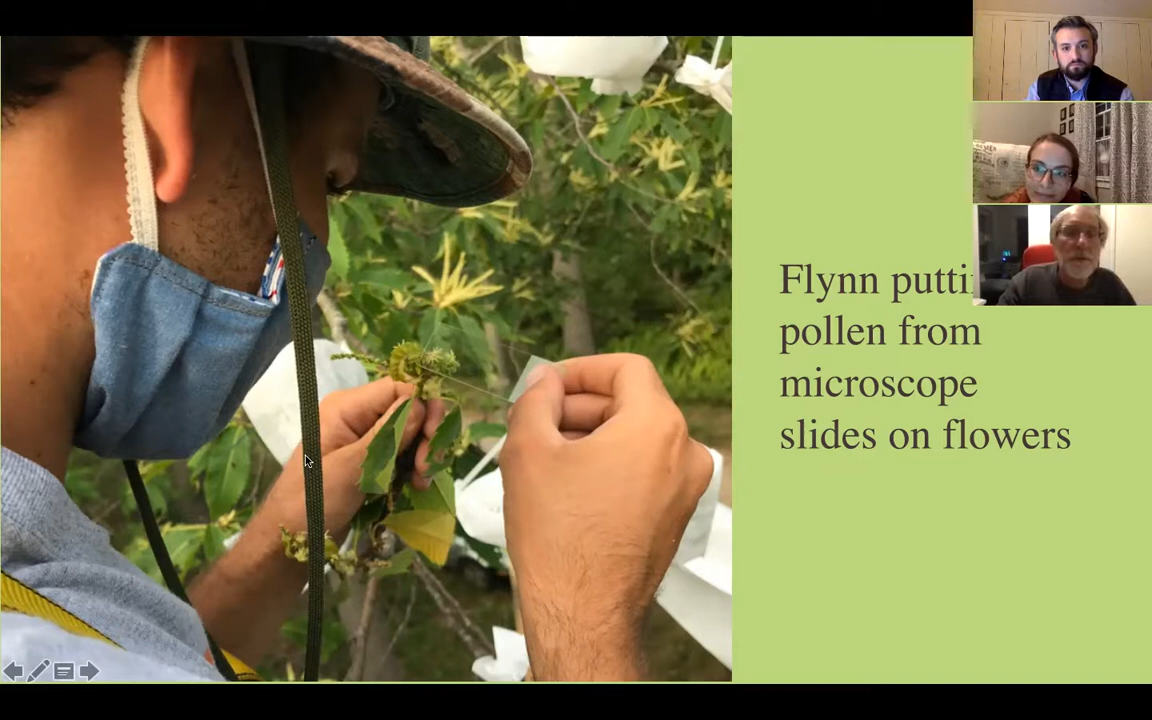 Flynn putti
pollen from
microscope
slides on flowers